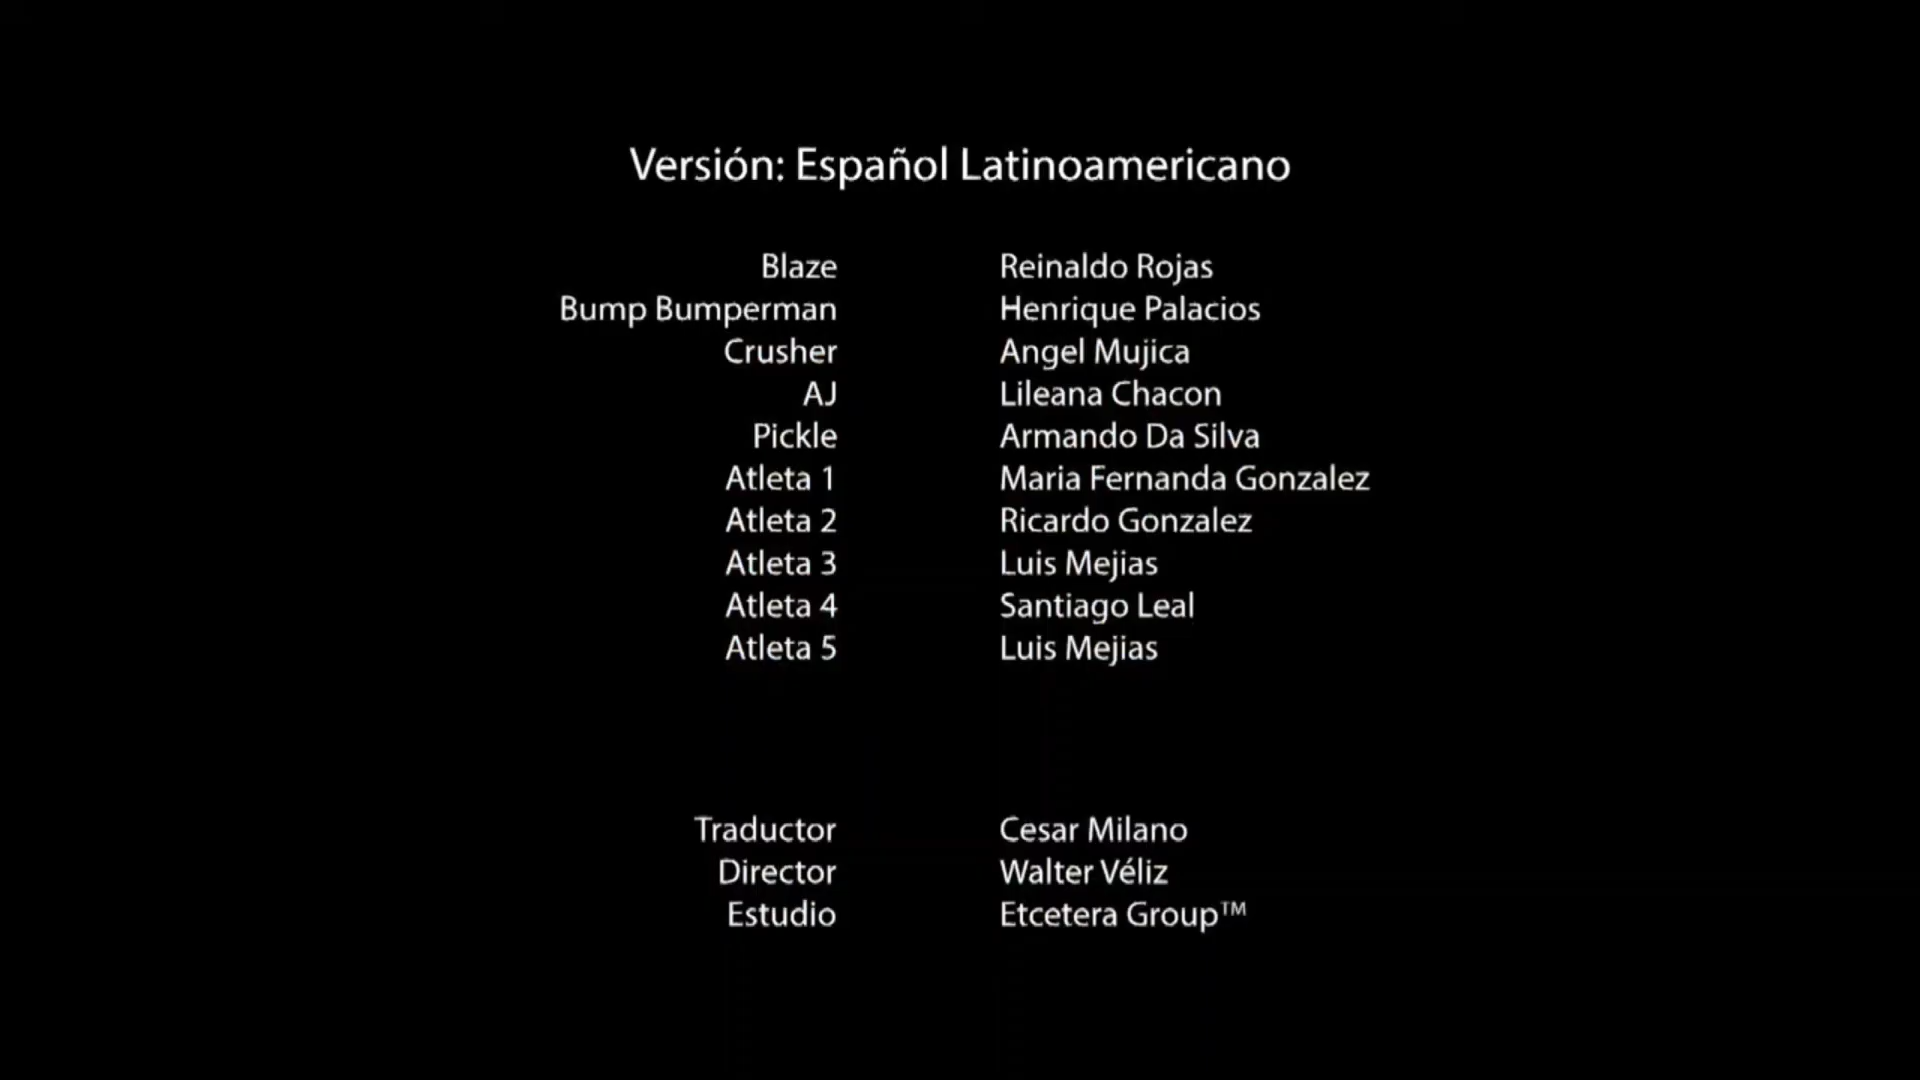 Versión: Español Latinoamericano
Blaze Reinaldo Rojas
Bump Bumperman Henrique Palacios
Crusher Angel Mujica
AJ Lileana Chacon
Pickle Armando Da Silva
Atleta 1 Maria Fernanda Gonzalez
Atleta 2 Ricardo Gonzalez
Atleta 3 Luis Mejias
Atleta 4 Santiago Leal
Atleta 5 Luis Mejias
Traductor Cesar Milano
Director Walter Véliz
Estudio Etcetera Group™